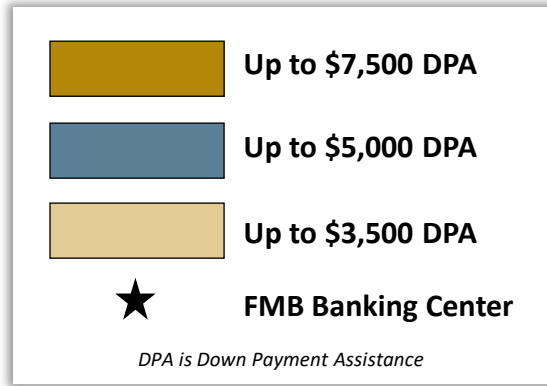 Up to $7,500 DPA
Up to $5,000 DPA
Up to $3,500 DPA
FMB Banking Center
DPA is Down Payment Assistance